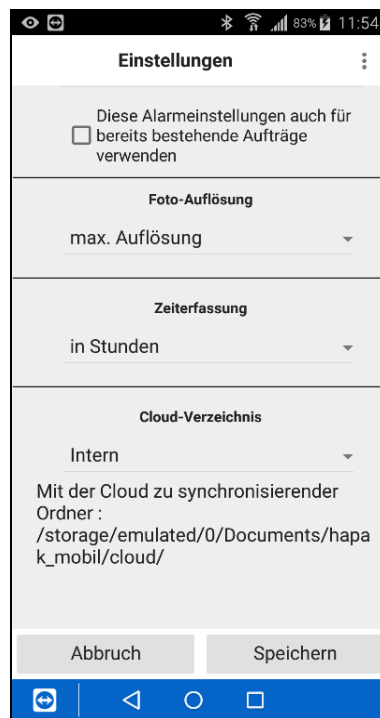 83% 11:54
Einstellungen
Diese Alarmeinstellungen auch für
bereits bestehende Aufträge
verwenden
Foto-Auflösung
max. Auflösung
Zeiterfassung
in Stunden
Cloud-Verzeichnis
Intern
Mit der Cloud zu synchronisierender
Ordner :
/storage/emulated/0/Documents/hapa
k_mobil/cloud/
Abbruch Speichern